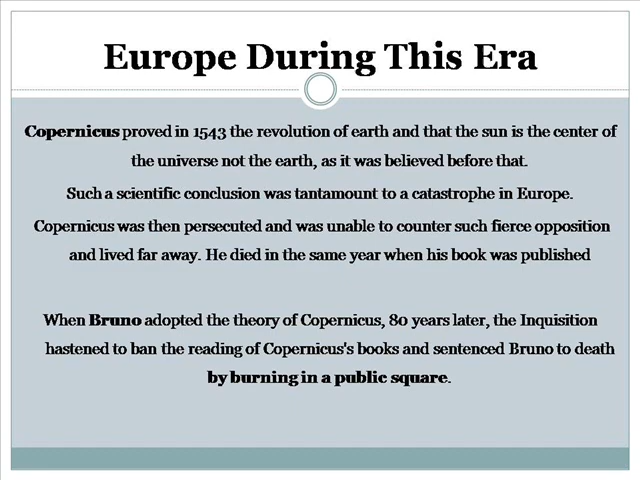 Europe During This Era
Copernicus proved in 1543 the revolution of earth and that the sun is the center of
the universe not the earth, as it was believed before that.
Such a scientific conclusion was tantamount to a catastrophe in Europe.
Copernicus was then persecuted and was unable to counter such fierce opposition
and lived far away. He died in the same year when his book was published
When Bruno adopted the theory of Copernicus, 80 years later, the Inquisition
hastened to ban the reading of Copernicus's books and sentenced Bruno to death
by burning in a public square.